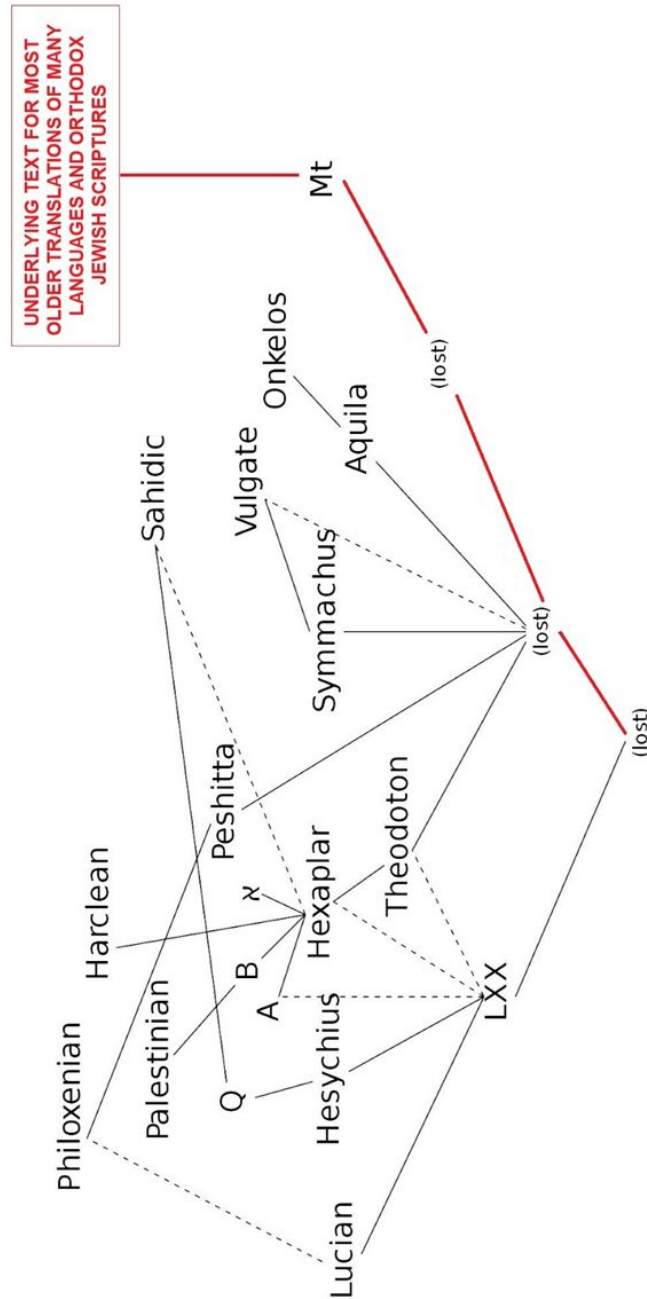 UNDERLYING TEXT FOR MOST
OLDER TRANSLATIONS OF MANY
LANGUAGES AND ORTHODOX
JEWISH SCRIPTURES
Philoxenian
Harclean
Sahidic
Palestinian
Peshitta
Q
B
א
Vulgate
A
Onkelos
Lucian
Hesychius
Hexaplar
Symmachus
Mt
Aquila
Theodoton
(lost)
LXX
(lost)
(lost)